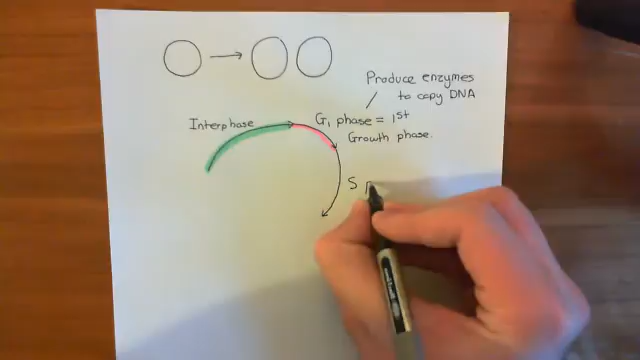 Produce enzymes
to copy DNA
Interphase
G₁ phase = 1st
Growth phase.
S